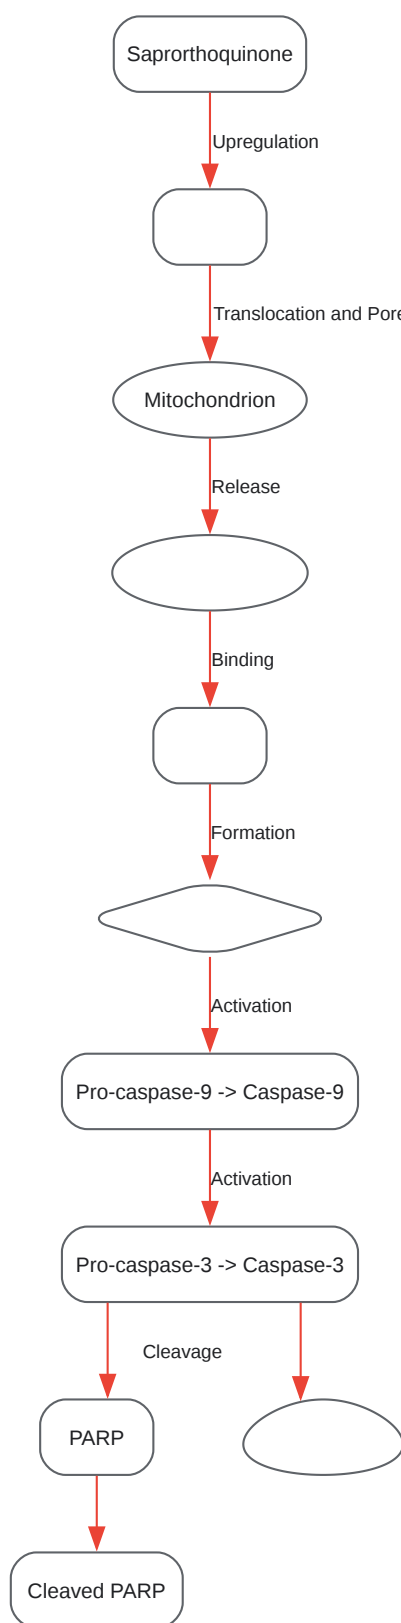 Saprorthoquinone
Upregulation
Translocation and Pore
Mitochondrion
Release
Binding
Formation
Activation
Pro-caspase-9 -> Caspase-9
Activation
Pro-caspase-3 -> Caspase-3
Cleavage
PARP
Cleaved PARP